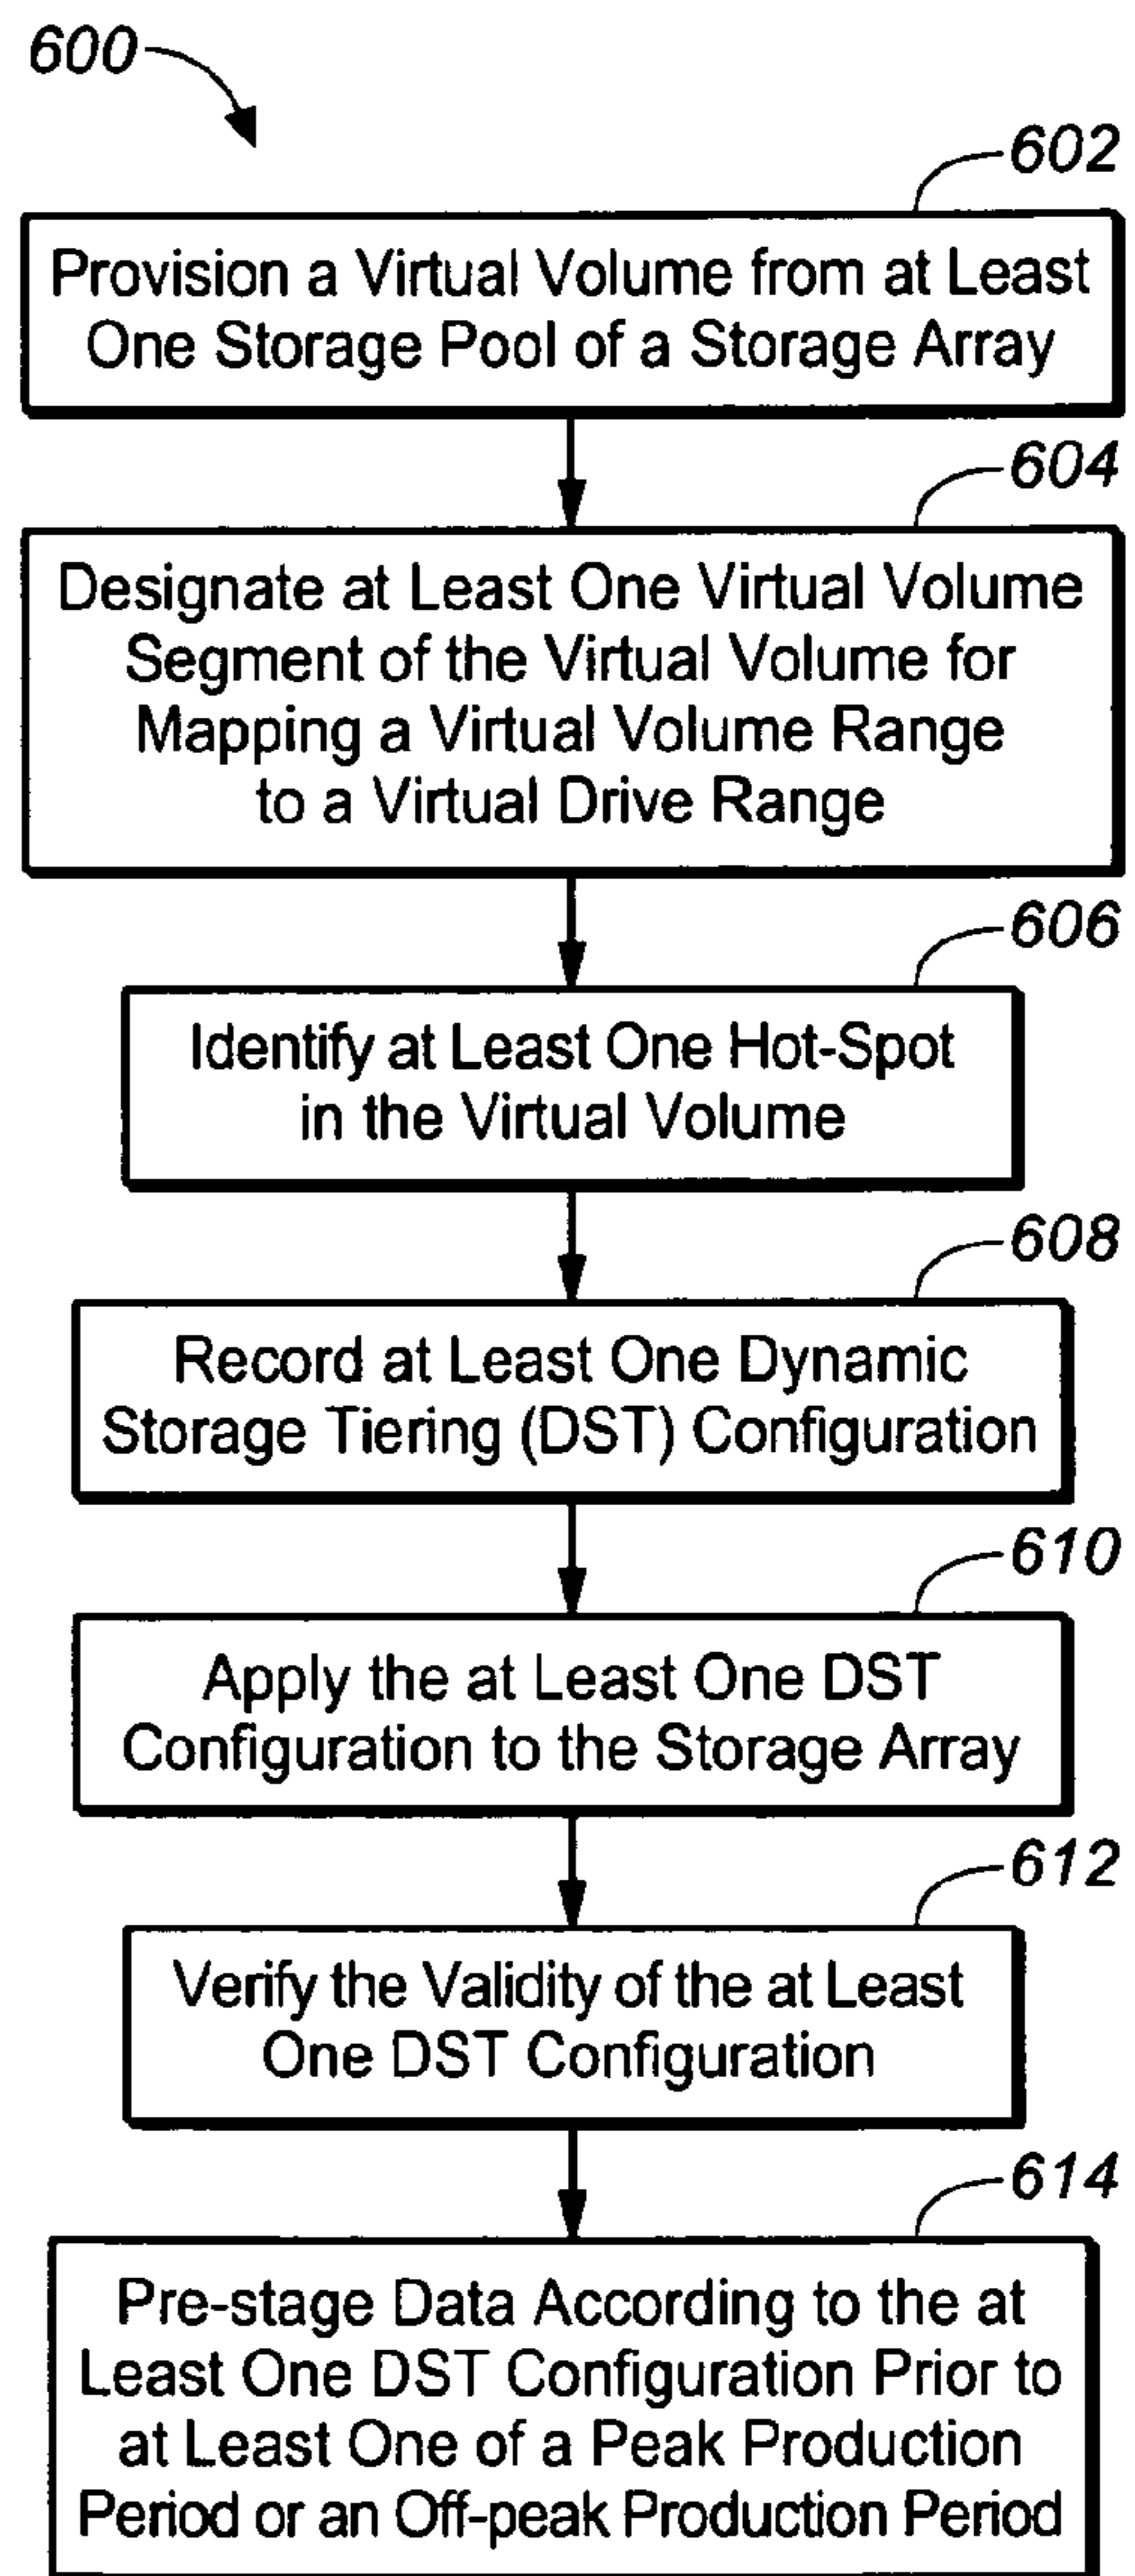 600
602
Provision a Virtual Volume from at Least
One Storage Pool of a Storage Array
604
Designate at Least One Virtual Volume
Segment of the Virtual Volume for
Mapping a Virtual Volume Range
to a Virtual Drive Range
606
Identify at Least One Hot-Spot
in the Virtual Volume
608
Record at Least One Dynamic
Storage Tiering (DST) Configuration
610
Apply the at Least One DST
Configuration to the Storage Array
612
Verify the Validity of the at Least
One DST Configuration
614
Pre-stage Data According to the at
Least One DST Configuration Prior to
at Least One of a Peak Production
Period or an Off-peak Production Period